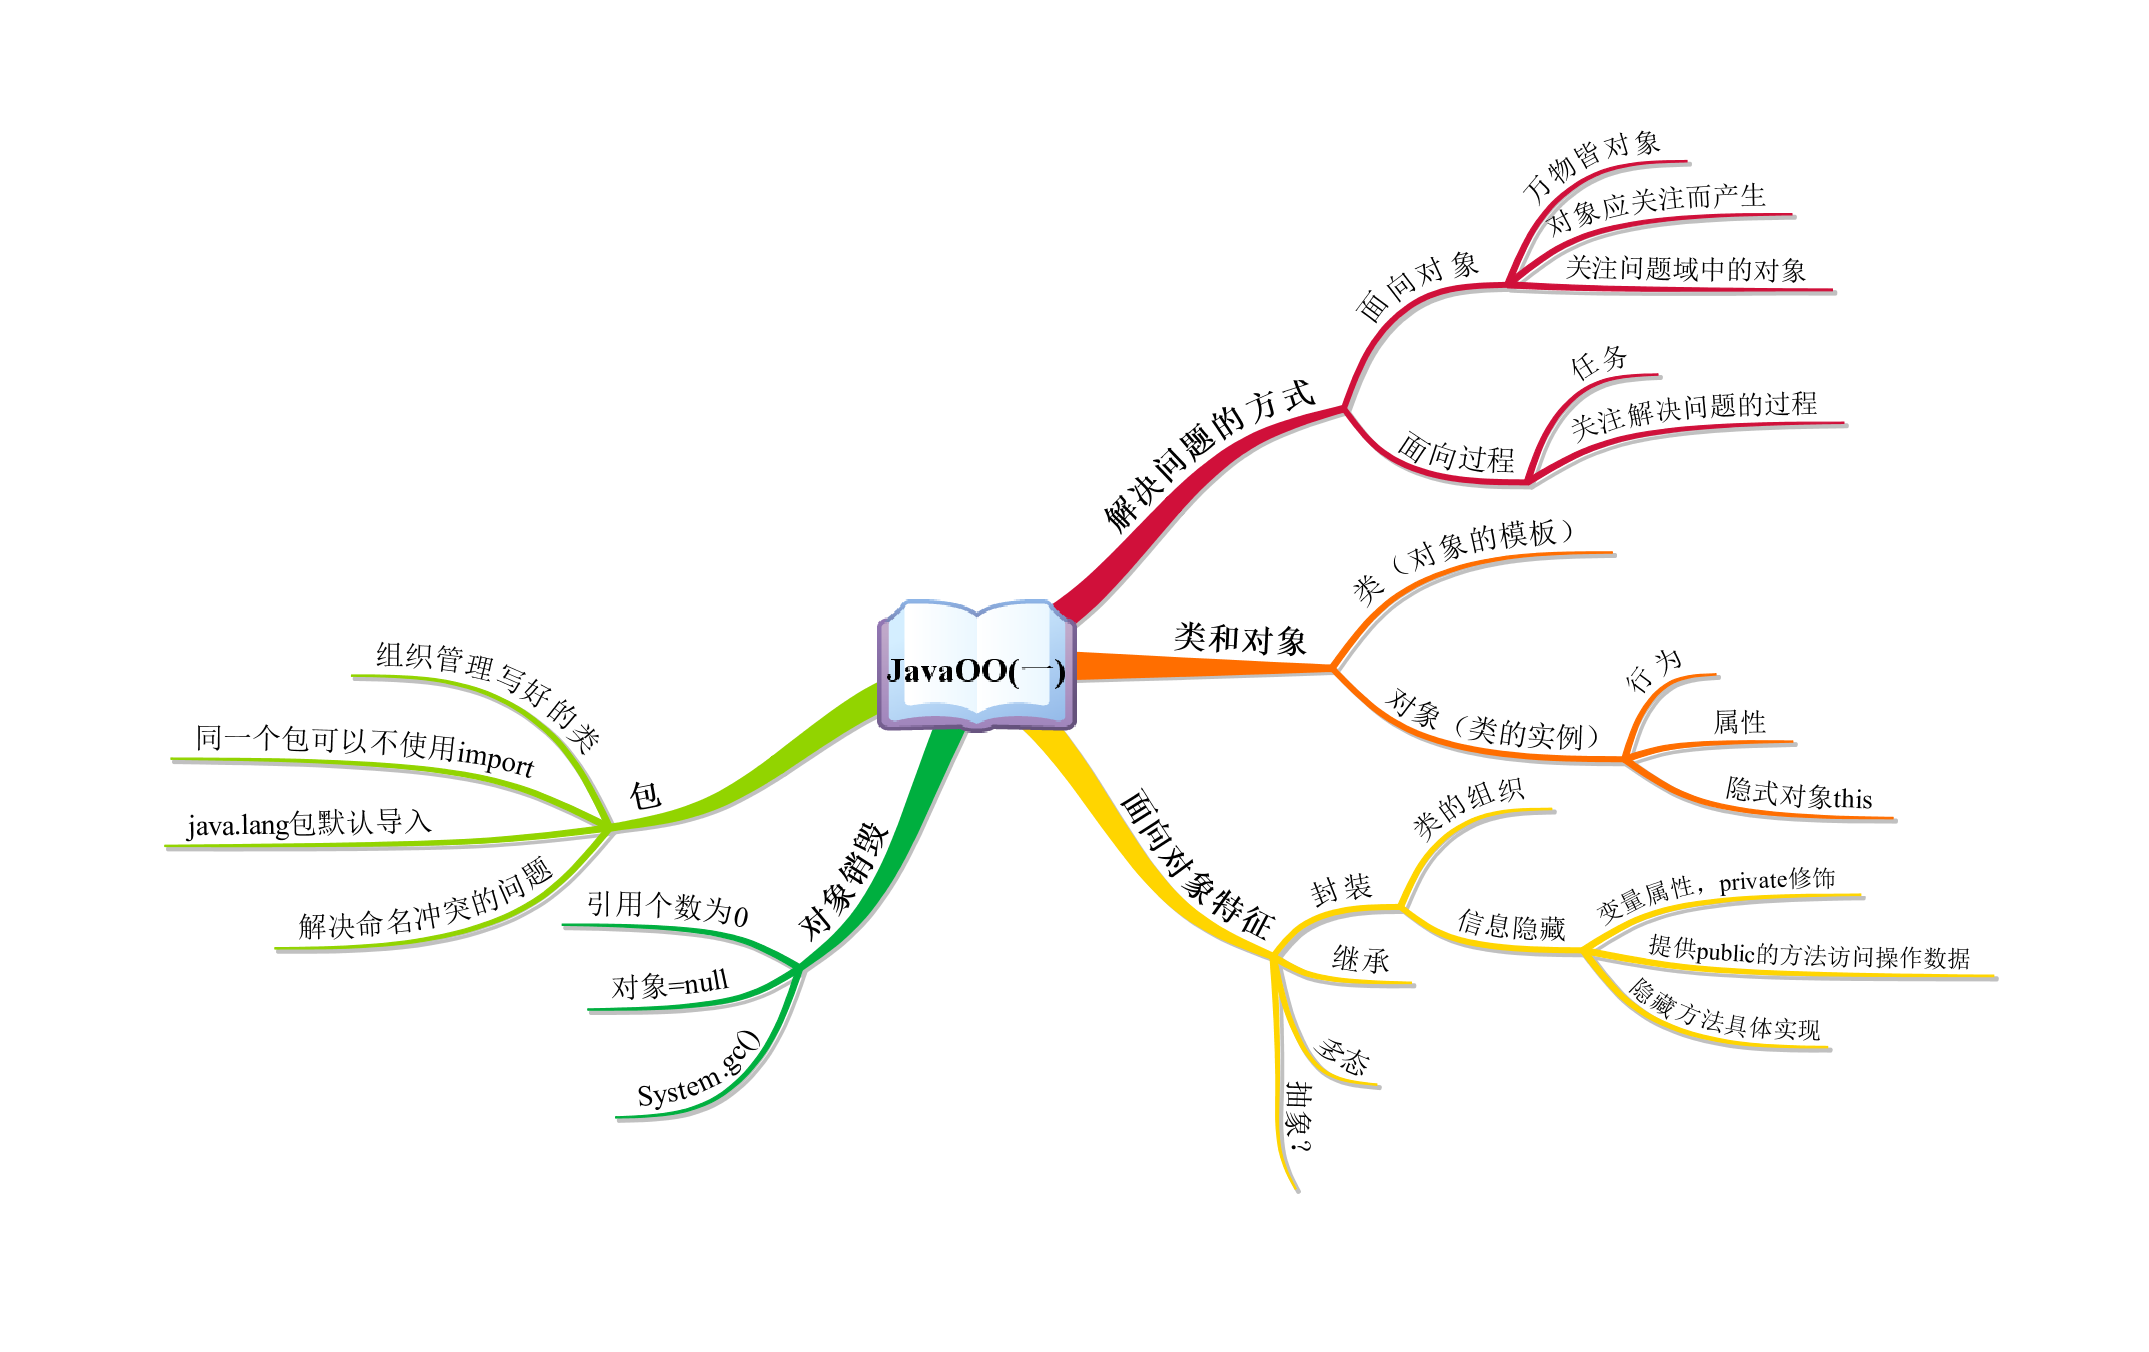 JavaOO(一)
解决问题的方式
面向对象
万物皆对象
对象应关注而产生
关注问题域中的对象
面向过程
任务
关注解决问题的过程
类和对象
类（对象的模板）
对象（类的实例）
行为
属性
隐式对象this
面向对象特征
封装
类的组织
信息隐藏
变量属性，private修饰
提供public的方法访问操作数据
隐藏方法具体实现
继承
多态
抽象？
对象销毁
引用个数为0
对象=null
System.gc()
包
组织管理写好的类
同一个包可以不使用import
java.lang包默认导入
解决命名冲突的问题